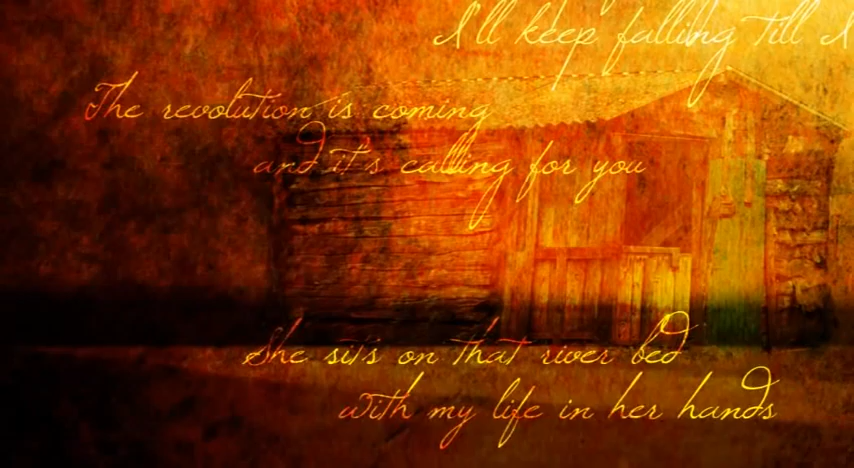 I'll keep falling till I
The revolution is coming
and it's calling for you
She sits on that river bed
with my life in her hands